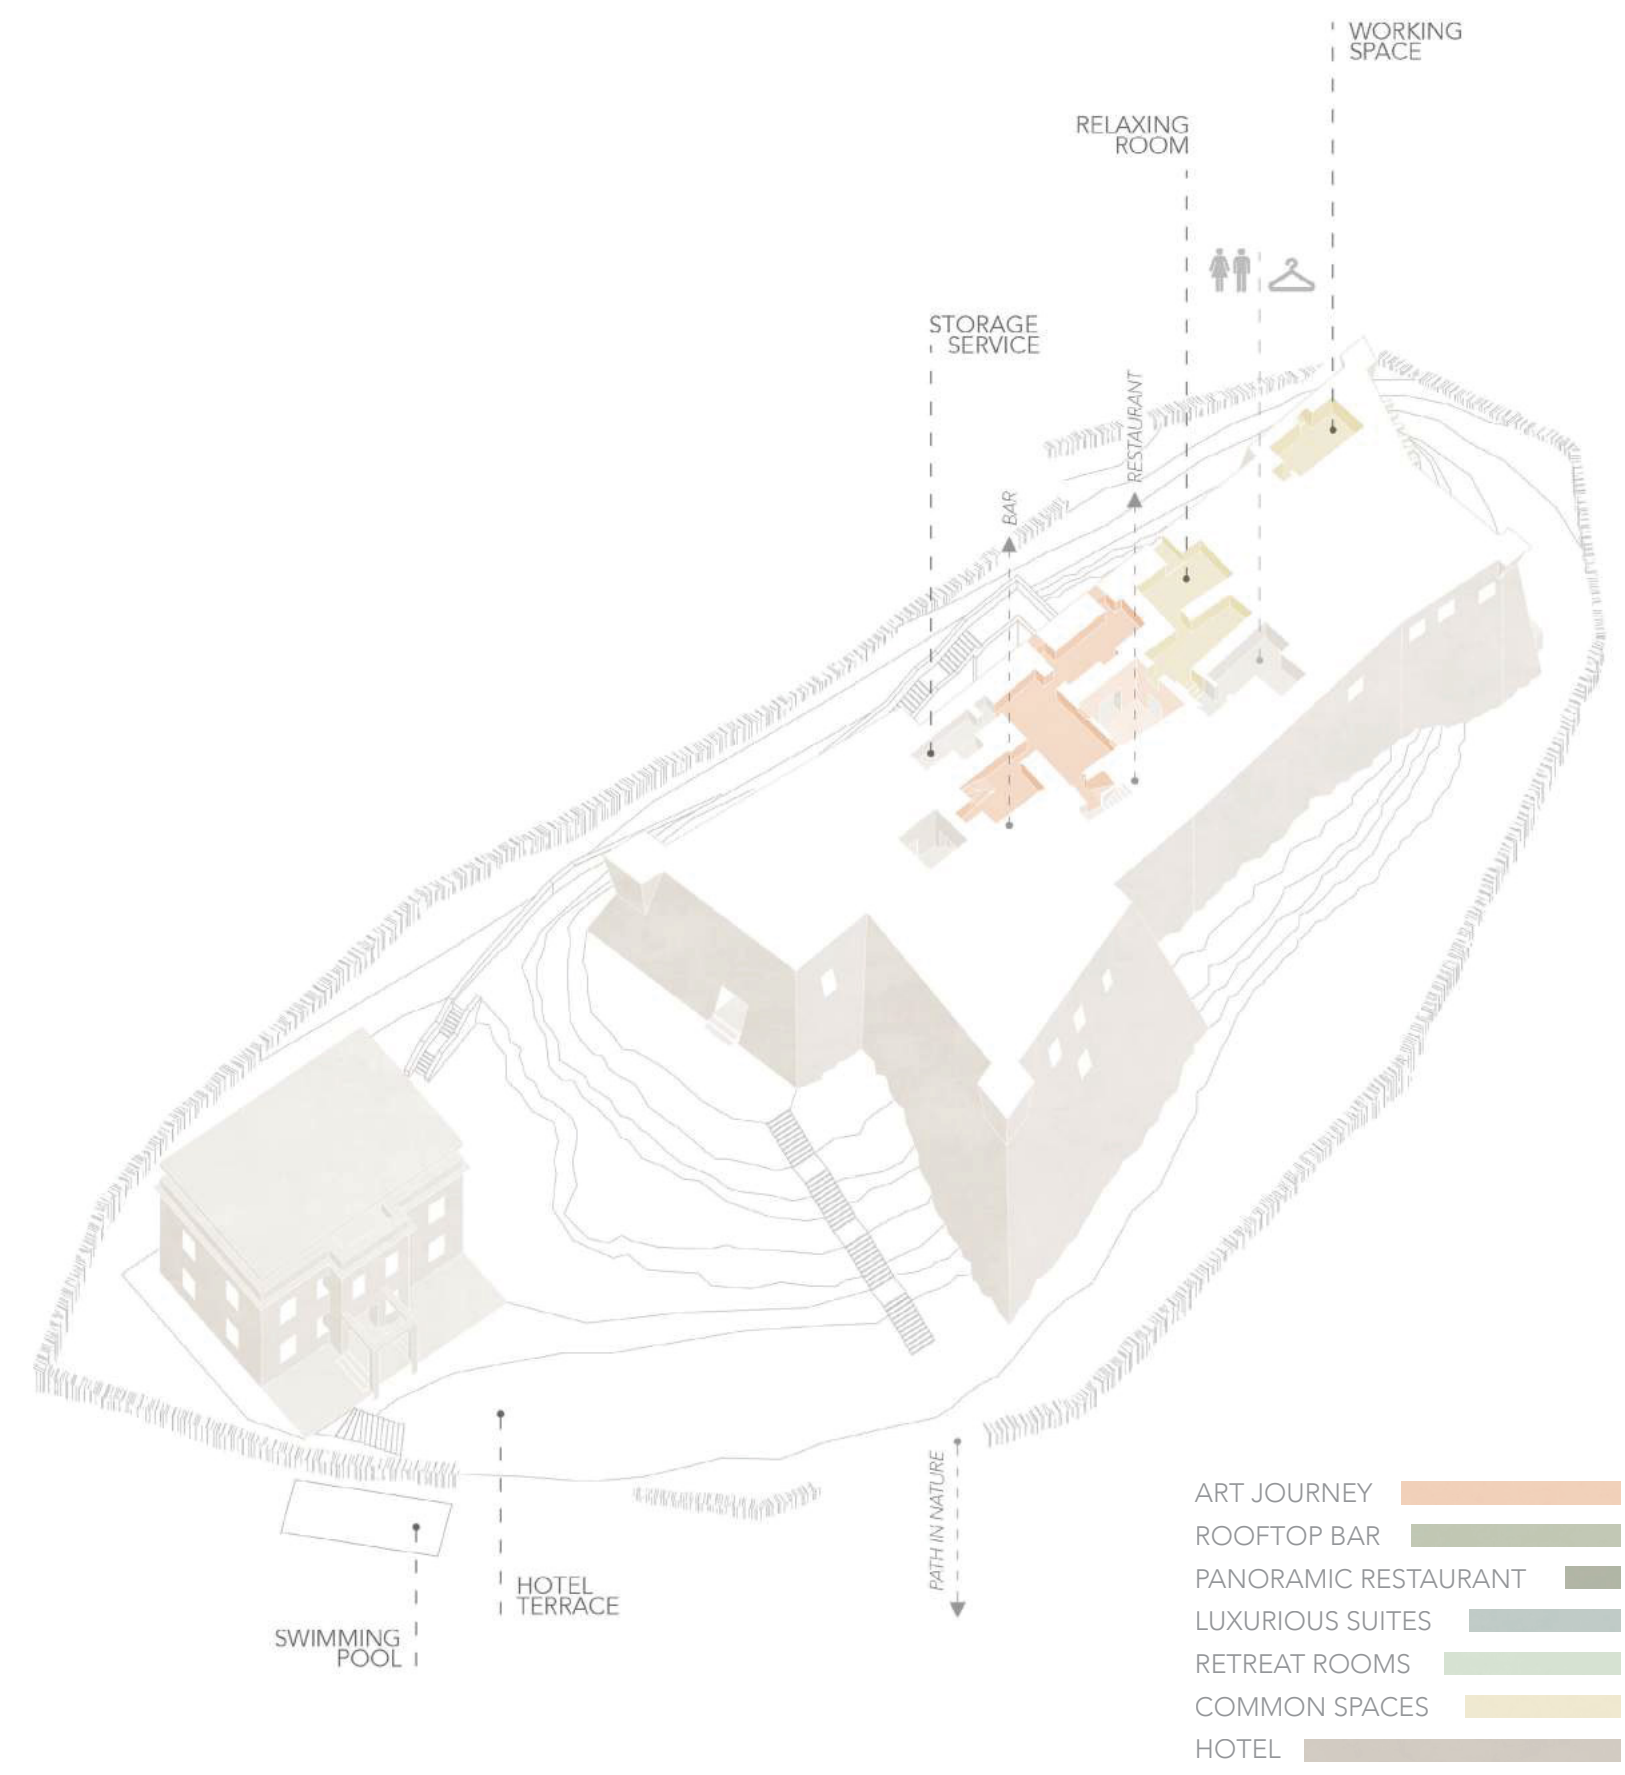 WORKING
SPACE
RELAXING
ROOM
STORAGE
SERVICE
RESTAURANT
BAR
PATH IN NATURE
HOTEL
TERRACE
SWIMMING
POOL
ART JOURNEY
ROOFTOP BAR
PANORAMIC RESTAURANT
LUXURIOUS SUITES
RETREAT ROOMS
COMMON SPACES
HOTEL